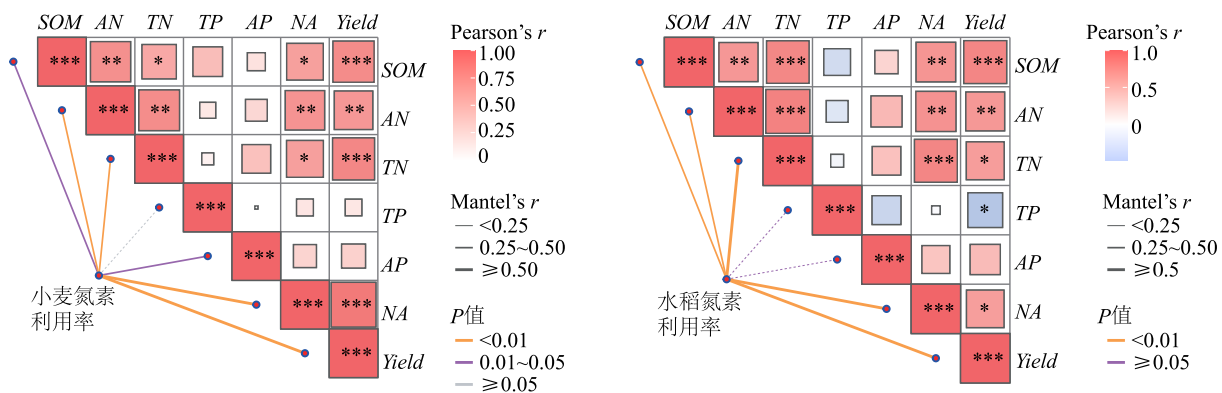 SOM AN TN TP AP NA Yield
*** ** * * *** SOM
*** ** ** ** AN
*** * *** TN
*** TP
*** AP
*** *** NA
*** Yield
小麦氮素
利用率
Pearson's r
1.00
0.75
0.50
0.25
0
Mantel's r
<0.25
0.25~0.50
≥0.50
P值
<0.01
0.01~0.05
≥0.05
SOM AN TN TP AP NA Yield
*** ** *** ** *** SOM
*** *** ** ** AN
*** *** * TN
*** * TP
*** AP
*** * NA
*** Yield
水稻氮素
利用率
Pearson's r
1.0
0.5
0
Mantel's r
<0.25
0.25~0.50
≥0.5
P值
<0.01
≥0.05